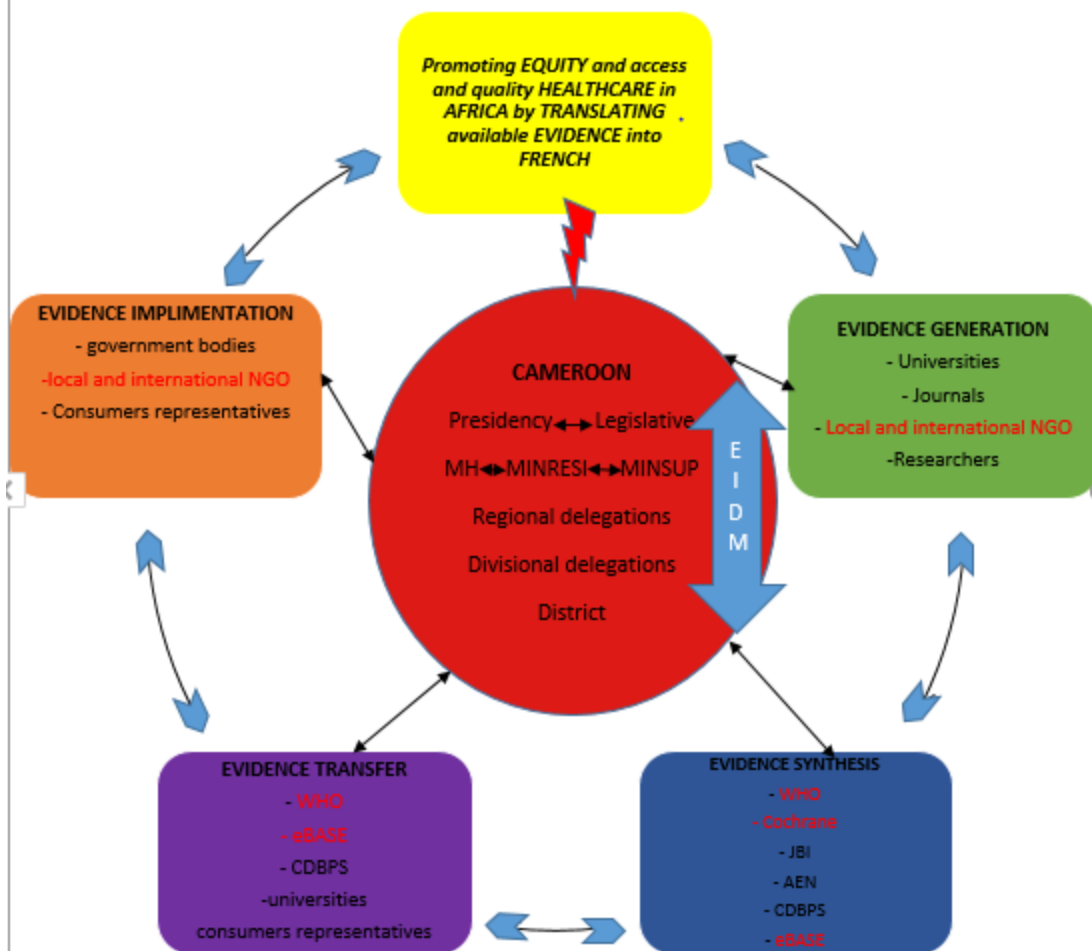 Promoting EQUITY and access
and quality HEALTHCARE in
AFRICA by TRANSLATING
available EVIDENCE into
FRENCH
EVIDENCE IMPLIMENTATION
- government bodies
-local and international NGO
- Consumers representatives
CAMEROON
Presidency Legislative
MH MINRESI MINSUP
Regional delegations
Divisional delegations
District
E
I
D
M
EVIDENCE GENERATION
- Universities
- Journals
- Local and international NGO
-Researchers
EVIDENCE TRANSFER
- WHO
- eBASE
- CDBPS
-universities
consumers representatives
EVIDENCE SYNTHESIS
- WHO
- Cochrane
- JBI
- AEN
- CDBPS
- eBASE